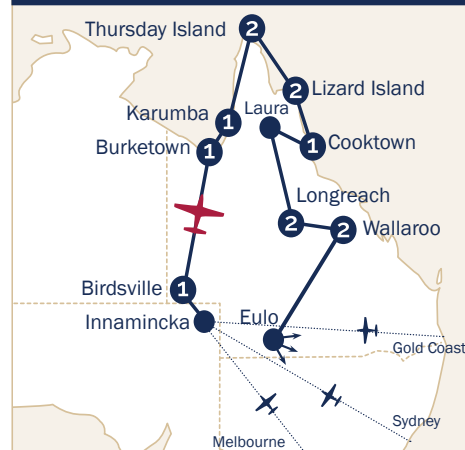 Thursday Island
2
2
Lizard Island
Laura
Karumba
1
1
Cooktown
Burketown
1
Longreach
2
2
Wallaroo
Birdsville
1
Innamincka
Eulo
Gold Coast
Sydney
Melbourne